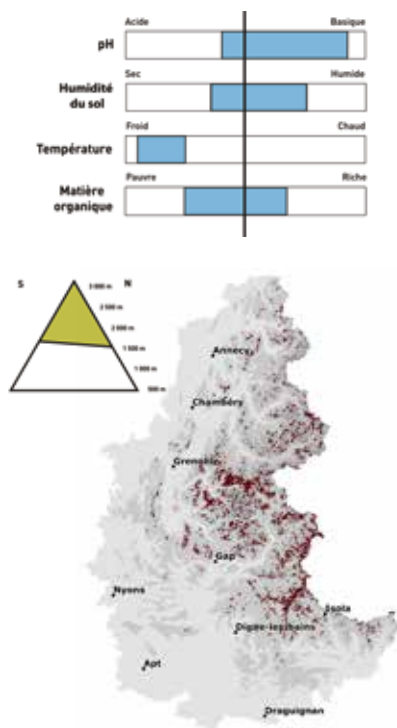 Acide Basique
pH
Sec Humide
Humidité
du sol
Froid Chaud
Température
Pauvre Riche
Matière
organique
S N
3 000 m
2 500 m
2 000 m
1 500 m
1 000 m
500 m
Annecy
Chambéry
Grenoble
Gap
Nyons
Isola
Digne-les-bains
Apt
Draguignan